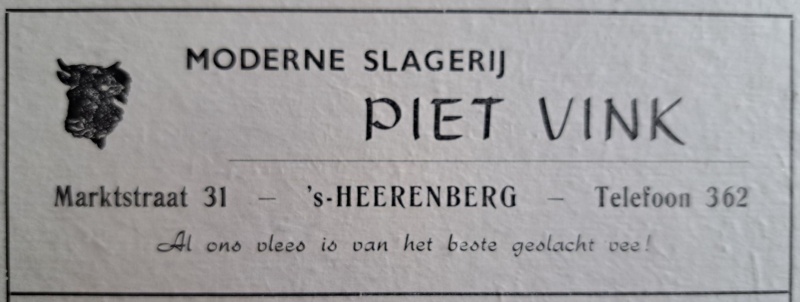 MODERNE SLAGERIJ
PIET VINK
Marktstraat 31 — 's-HEERENBERG — Telefoon 362
Al ons vlees is van het beste geslacht vee!